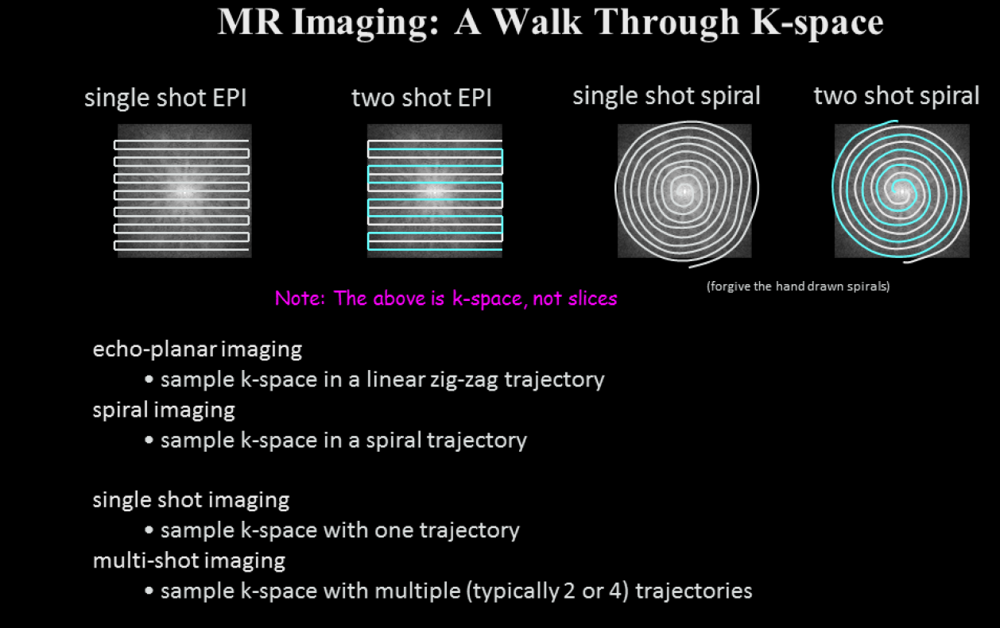 MR Imaging: A Walk Through K-space
single shot EPI
two shot EPI
single shot spiral
two shot spiral
(forgive the hand drawn spirals)
Note: The above is k-space, not slices
echo-planar imaging
• sample k-space in a linear zig-zag trajectory
spiral imaging
• sample k-space in a spiral trajectory
single shot imaging
• sample k-space with one trajectory
multi-shot imaging
• sample k-space with multiple (typically 2 or 4) trajectories